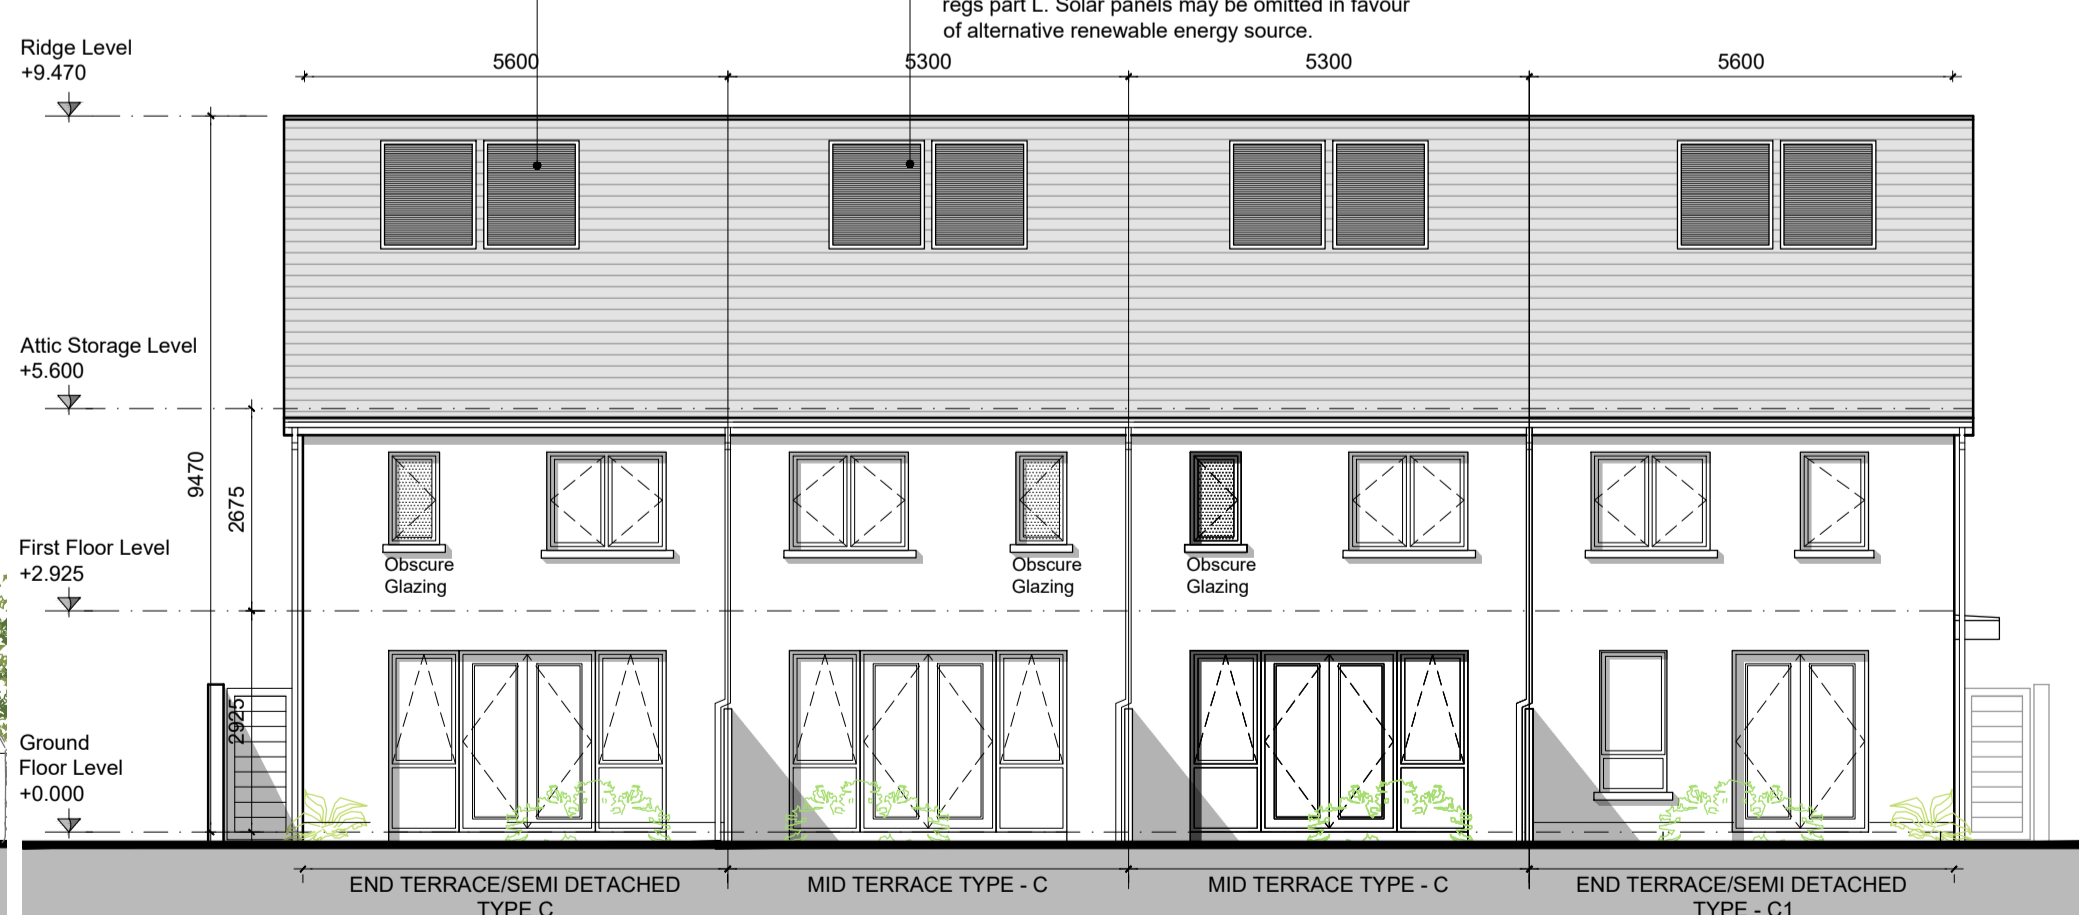 regs part L. Solar panels may be omitted in favour
of alternative renewable energy source.
Ridge Level
+9.470
5600
5300
5300
5600
Attic Storage Level
+5.600
9470
2675
First Floor Level
+2.925
Obscure
Glazing
Obscure
Glazing
Obscure
Glazing
2925
Ground
Floor Level
+0.000
END TERRACE/SEMI DETACHED
TYPE C
MID TERRACE TYPE - C
MID TERRACE TYPE - C
END TERRACE/SEMI DETACHED
TYPE - C1